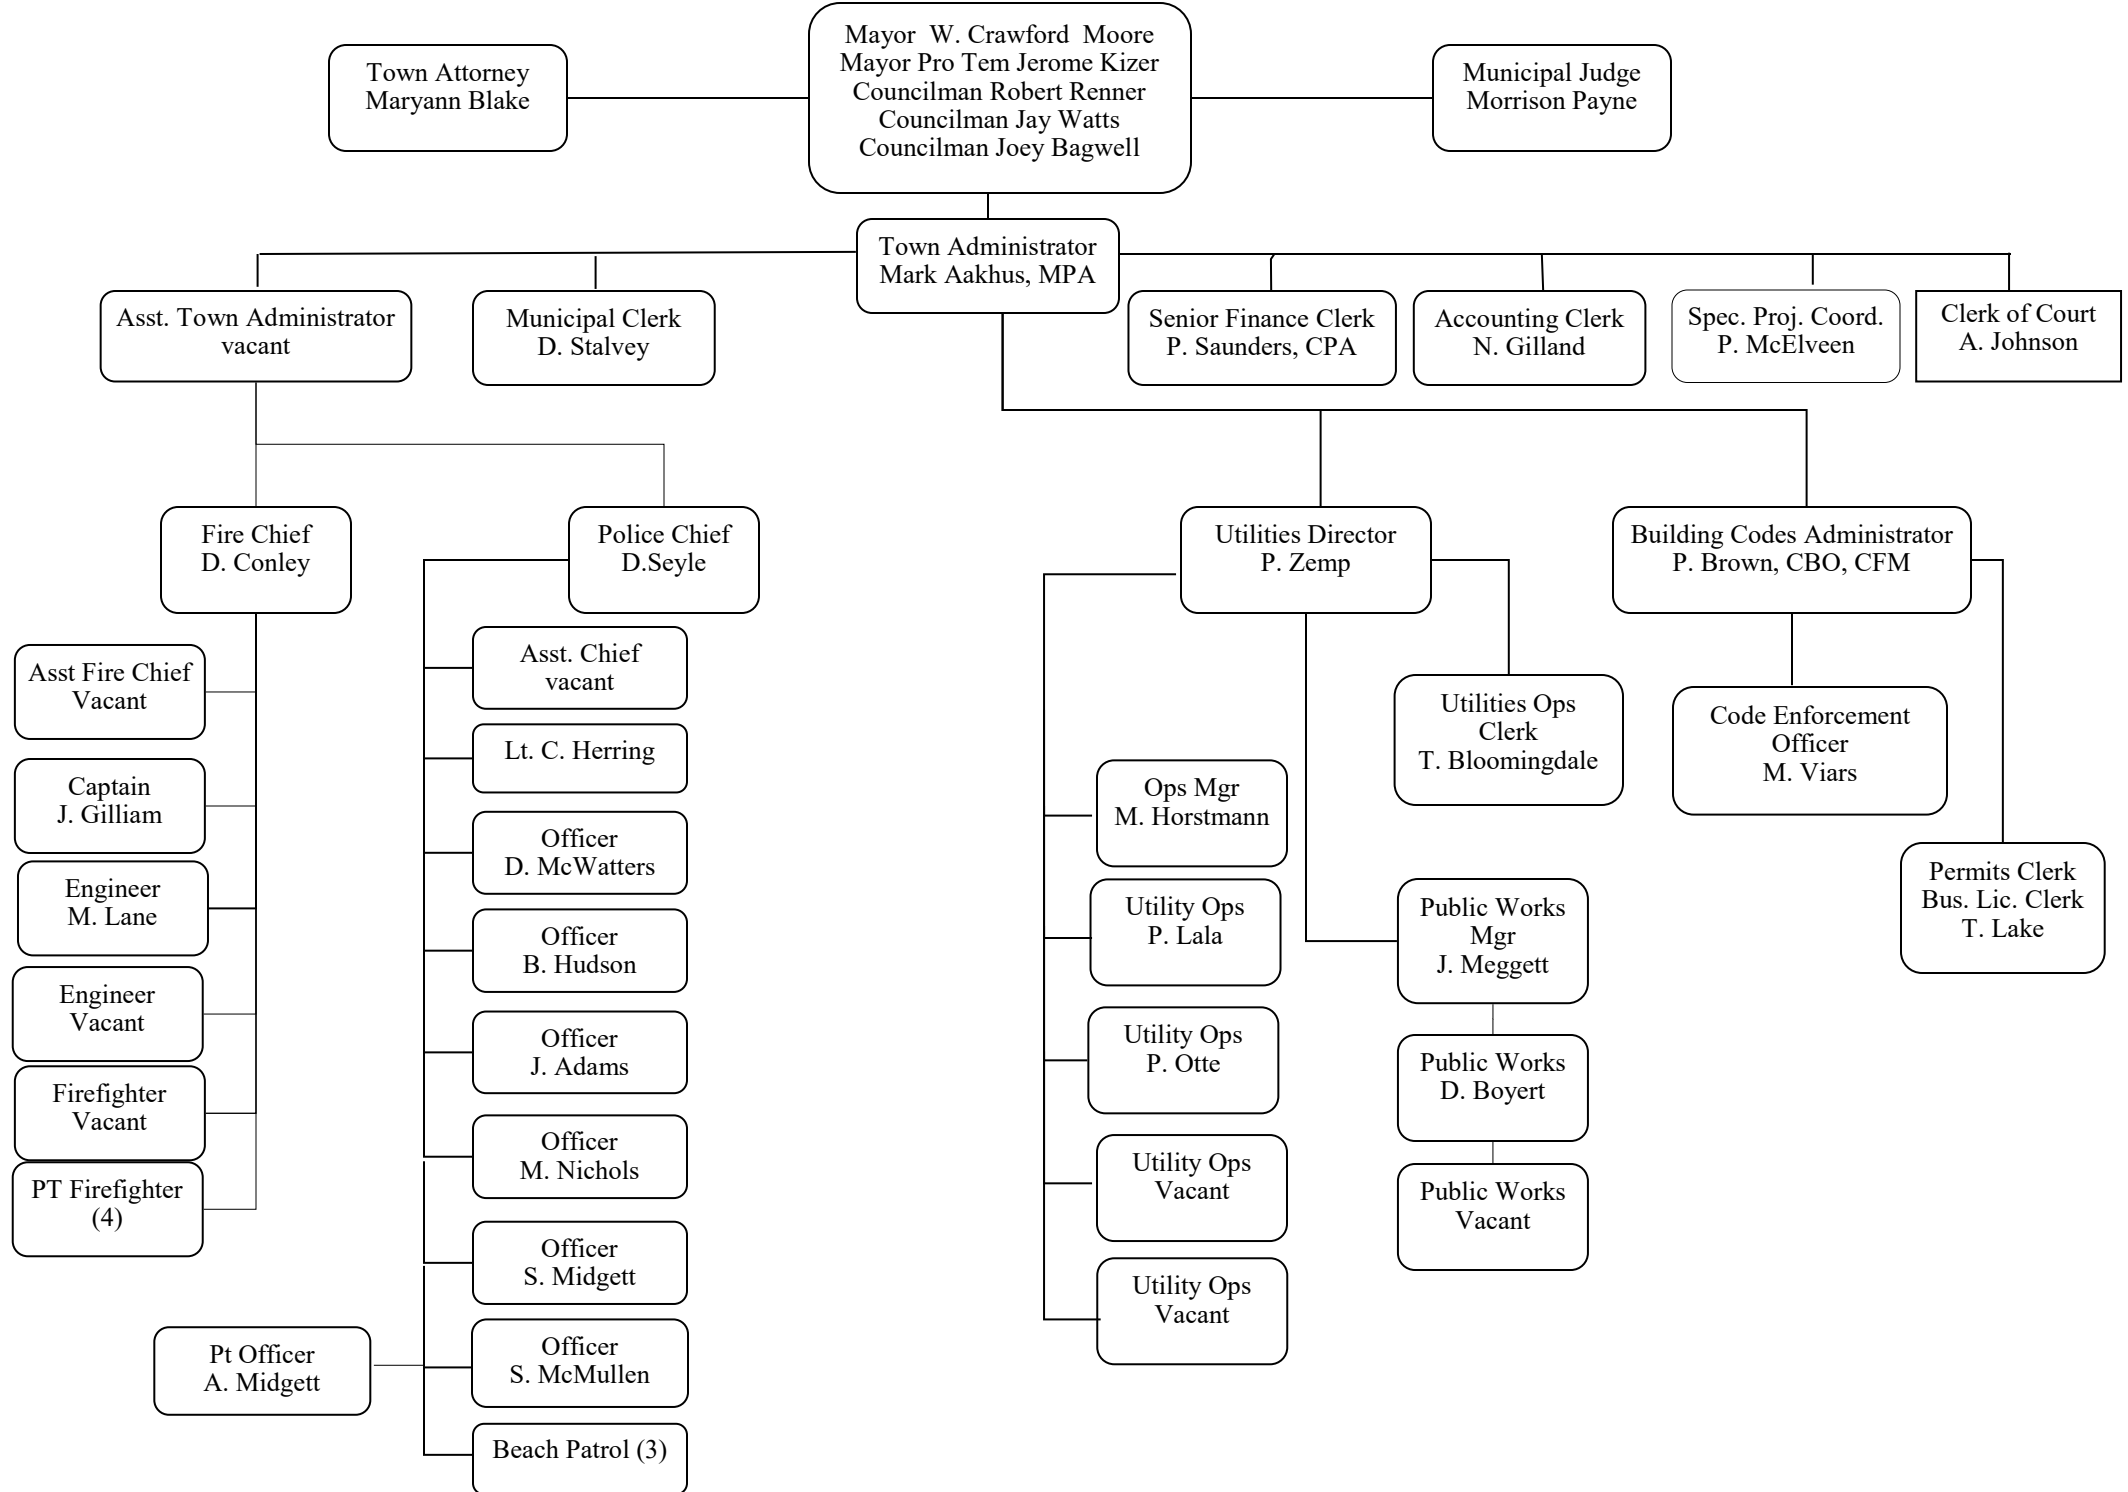 Mayor  W. Crawford  Moore
Mayor Pro Tem Jerome Kizer
Councilman Robert Renner
Councilman Jay Watts
Councilman Joey Bagwell
Town Attorney
Maryann Blake
Municipal Judge
Morrison Payne
Town Administrator
Mark Aakhus, MPA
Asst. Town Administrator
vacant
Municipal Clerk
D. Stalvey
Senior Finance Clerk
P. Saunders, CPA
Accounting Clerk
N. Gilland
Spec. Proj. Coord.
P. McElveen
Clerk of Court
A. Johnson
Fire Chief
D. Conley
Police Chief
D.Seyle
Utilities Director
P. Zemp
Building Codes Administrator
P. Brown, CBO, CFM
Asst Fire Chief
Vacant
Captain
J. Gilliam
Engineer
M. Lane
Engineer
Vacant
Firefighter
Vacant
PT Firefighter
(4)
Asst. Chief
vacant
Lt. C. Herring
Officer
D. McWatters
Officer
B. Hudson
Officer
J. Adams
Officer
M. Nichols
Officer
S. Midgett
Officer
S. McMullen
Pt Officer
A. Midgett
Beach Patrol (3)
Ops Mgr
M. Horstmann
Utility Ops
P. Lala
Utility Ops
P. Otte
Utility Ops
Vacant
Utility Ops
Vacant
Utilities Ops
Clerk
T. Bloomingdale
Public Works
Mgr
J. Meggett
Public Works
D. Boyert
Public Works
Vacant
Code Enforcement
Officer
M. Viars
Permits Clerk
Bus. Lic. Clerk
T. Lake